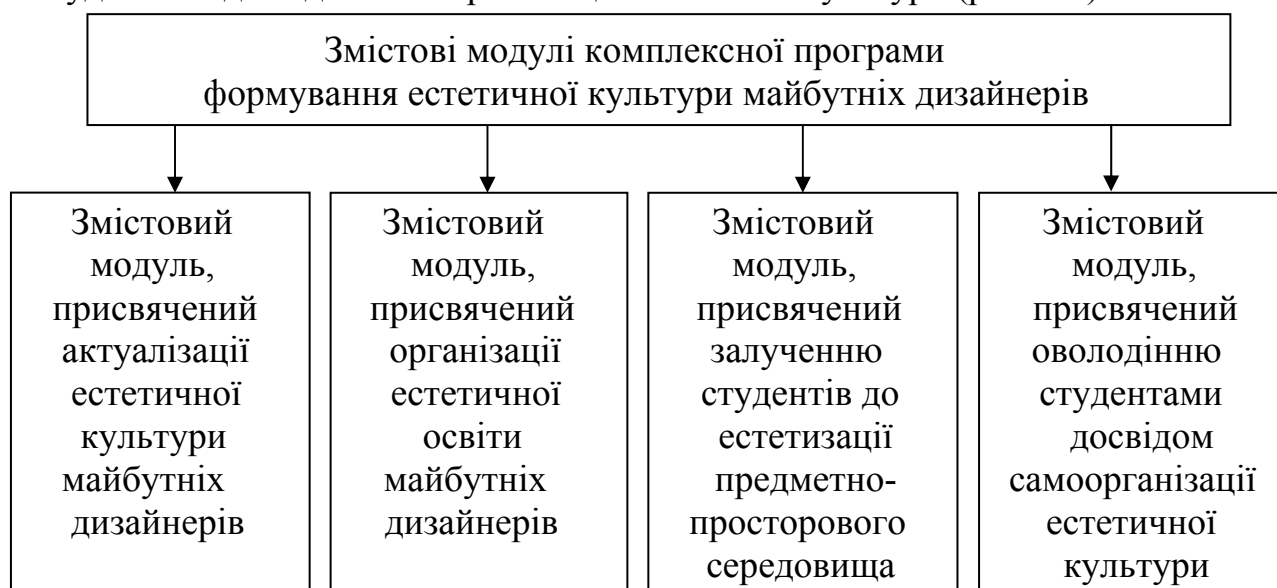 Змістові модулі комплексної програми
формування естетичної культури майбутніх дизайнерів
Змістовий
модуль,
присвячений
актуалізації
естетичної
культури
майбутніх
дизайнерів
Змістовий
модуль,
присвячений
організації
естетичної
освіти
майбутніх
дизайнерів
Змістовий
модуль,
присвячений
залученню
студентів до
естетизації
предметно-
просторового
середовища
Змістовий
модуль,
присвячений
оволодінню
студентами
досвідом
самоорганізації
естетичної
культури